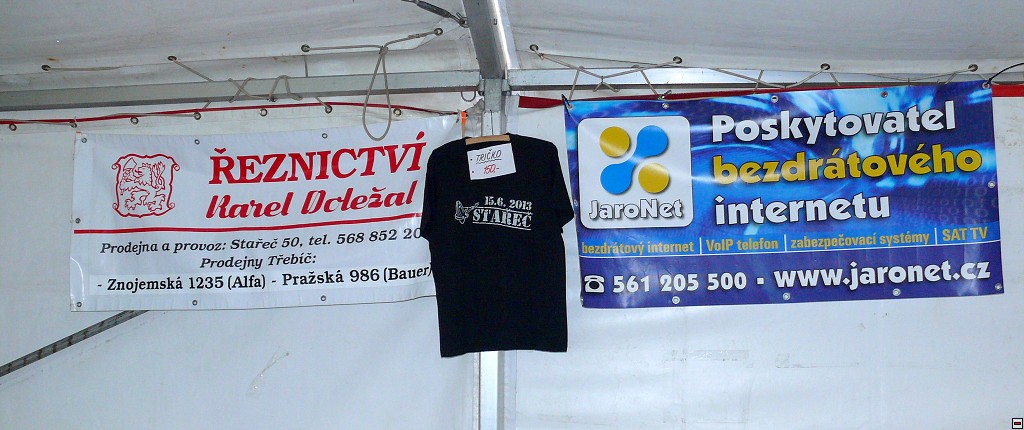 ŘEZNICTVÍ
Karel Doležal
Prodejna a provoz: Stařeč 50, tel. 568 852 20
Prodejny Třebíč:
- Znojemská 1235 (Alfa) - Pražská 986 (Bauer)
TRIČKO
150,-
15.6. 2013
STAŘEČ
JaroNet
Poskytovatel
bezdrátového
internetu
bezdrátový internet | VoIP telefon | zabezpečovací systémy | SAT TV
☎ 561 205 500 ▪ www.jaronet.cz